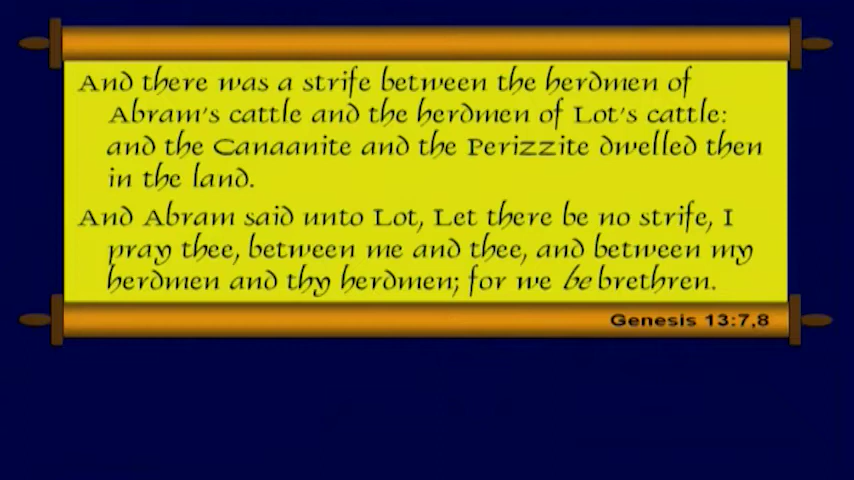 And there was a strife between the herdmen of
Abram's cattle and the herdmen of Lot's cattle:
and the Canaanite and the Perizzite dwelled then
in the land.
And Abram said unto Lot, Let there be no strife, I
pray thee, between me and thee, and between my
herdmen and thy herdmen; for we be brethren.
Genesis 13:7,8